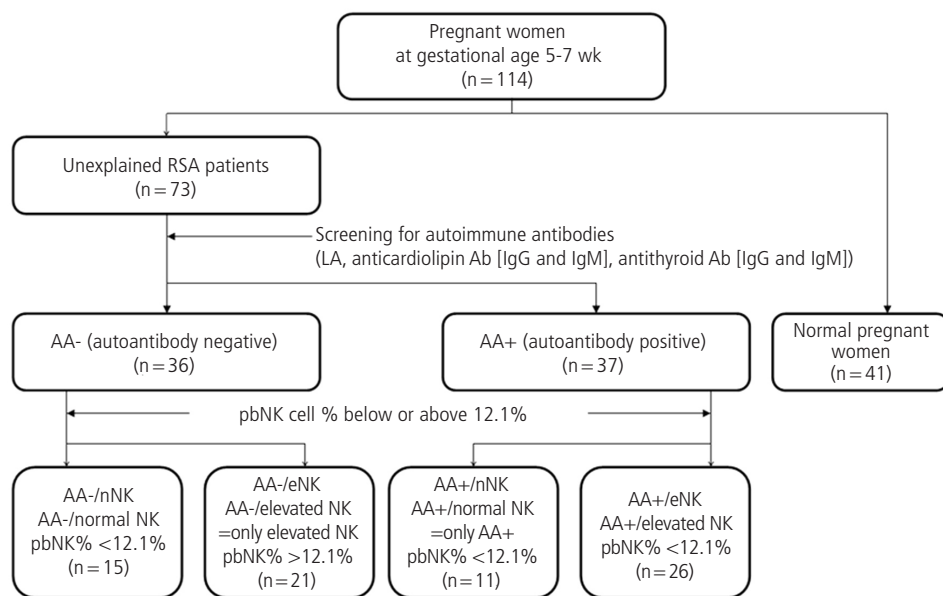 Pregnant women
at gestational age 5-7 wk
(n=114)
Unexplained RSA patients
(n=73)
Screening for autoimmune antibodies
(LA, anticardiolipin Ab [IgG and IgM], antithyroid Ab [IgG and IgM])
AA- (autoantibody negative)
(n=36)
AA+ (autoantibody positive)
(n=37)
Normal pregnant
women
(n=41)
pbNK cell % below or above 12.1%
AA-/nNK
AA-/normal NK
pbNK% <12.1%
(n=15)
AA-/eNK
AA-/elevated NK
=only elevated NK
pbNK% >12.1%
(n=21)
AA+/nNK
AA+/normal NK
=only AA+
pbNK% <12.1%
(n=11)
AA+/eNK
AA+/elevated NK
pbNK% <12.1%
(n=26)